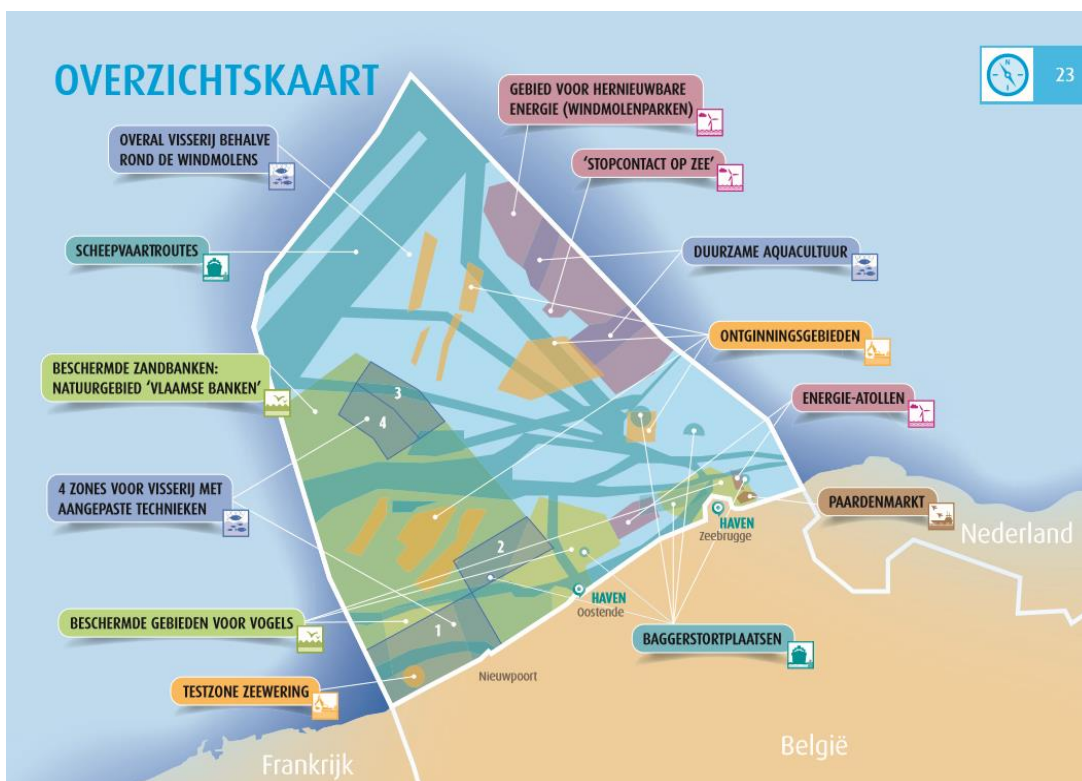 OVERZICHTSKAART
N
23
GEBIED VOOR HERNIEUWBARE
ENERGIE (WINDMOLENPARKEN)
OVERAL VISSERIJ BEHALVE
ROND DE WINDMOLENS
'STOPCONTACT OP ZEE'
SCHEEPVAARTROUTES
DUURZAME AQUACULTUUR
ONTGINNINGSGEBIEDEN
BESCHERMDE ZANDBANKEN:
NATUURGEBIED 'VLAAMSE BANKEN'
3
4
ENERGIE-ATOLLEN
4 ZONES VOOR VISSERIJ MET
AANGEPASTE TECHNIEKEN
PAARDENMARKT
HAVEN
Zeebrugge
Nederland
2
HAVEN
Oostende
BESCHERMDE GEBIEDEN VOOR VOGELS
1
BAGGERSTORTPLAATSEN
Nieuwpoort
TESTZONE ZEEWERING
België
Frankrijk